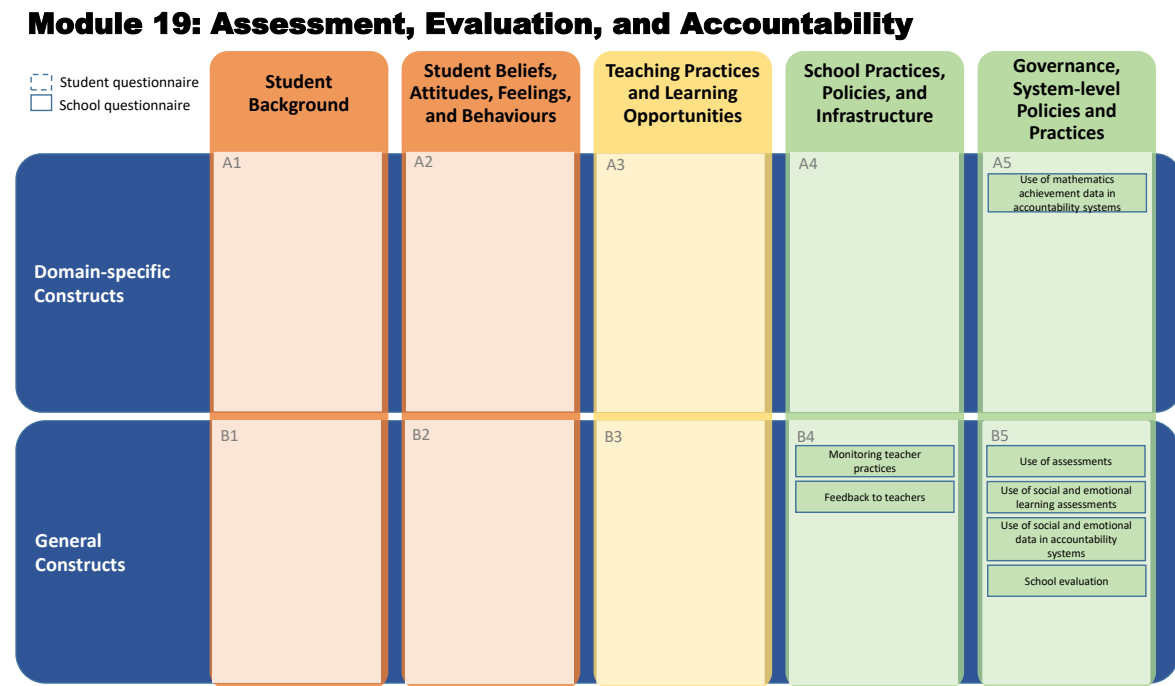 Module 19: Assessment, Evaluation, and Accountability
Student questionnaire
School questionnaire
Student
Background
Student Beliefs,
Attitudes, Feelings,
and Behaviours
Teaching Practices
and Learning
Opportunities
School Practices,
Policies, and
Infrastructure
Governance,
System-level
Policies and
Practices
Domain-specific
Constructs
A1
A2
A3
A4
A5
Use of mathematics
achievement data in
accountability systems
General
Constructs
B1
B2
B3
B4
Monitoring teacher
practices
Feedback to teachers
B5
Use of assessments
Use of social and emotional
learning assessments
Use of social and emotional
data in accountability
systems
School evaluation